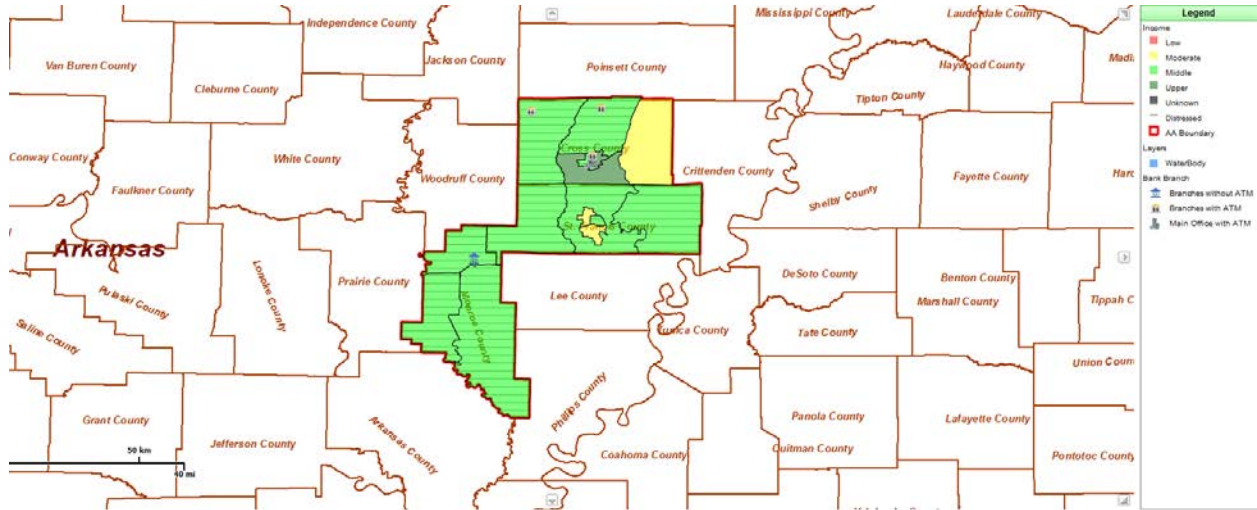 Independence County
Mississippi County
Lauderdale County
Van Buren County
Jackson County
Poinsett County
Haywood County
Cleburne County
Tipton County
Conway County
White County
Cross County
Crittenden County
Faulkner County
Woodruff County
Shelby County
Fayette County
Arkansas
Pulaski County
Lonoke County
Prairie County
Lee County
DeSoto County
Benton County
Marshall County
Tippah C
Saline County
Monroe County
Tate County
Union Coun
Grant County
Jefferson County
Arkansas County
Phillips County
Panola County
Lafayette County
Quitman County
Coahoma County
Pontotoc County
50 km
40 mi
Legend
Income
Low
Moderate
Middle
Upper
Unknown
Distressed
AA Boundary
Layers
WaterBody
Bank Branch
Branches without ATM
Branches with ATM
Main Office with ATM